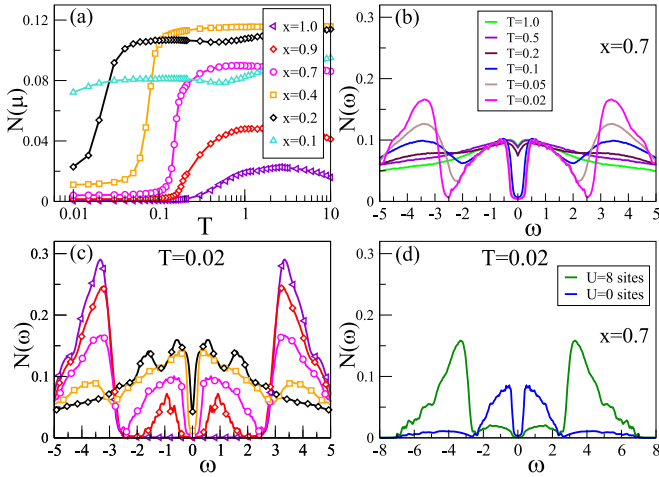 (a)
N(μ)
0.12
0.08
0.04
0
0.01
0.1
1
10
T
x=1.0
x=0.9
x=0.7
x=0.4
x=0.2
x=0.1
(b)
N(ω)
0.3
0.2
0.1
0
-5 -4 -3 -2 -1 0 1 2 3 4 5
ω
T=1.0
T=0.5
T=0.2
T=0.1
T=0.05
T=0.02
x=0.7
(c)
T=0.02
N(ω)
0.3
0.2
0.1
0
-5 -4 -3 -2 -1 0 1 2 3 4 5
ω
(d)
T=0.02
N(ω)
0.3
0.2
0.1
0
-8 -6 -4 -2 0 2 4 6 8
ω
U=8 sites
U=0 sites
x=0.7